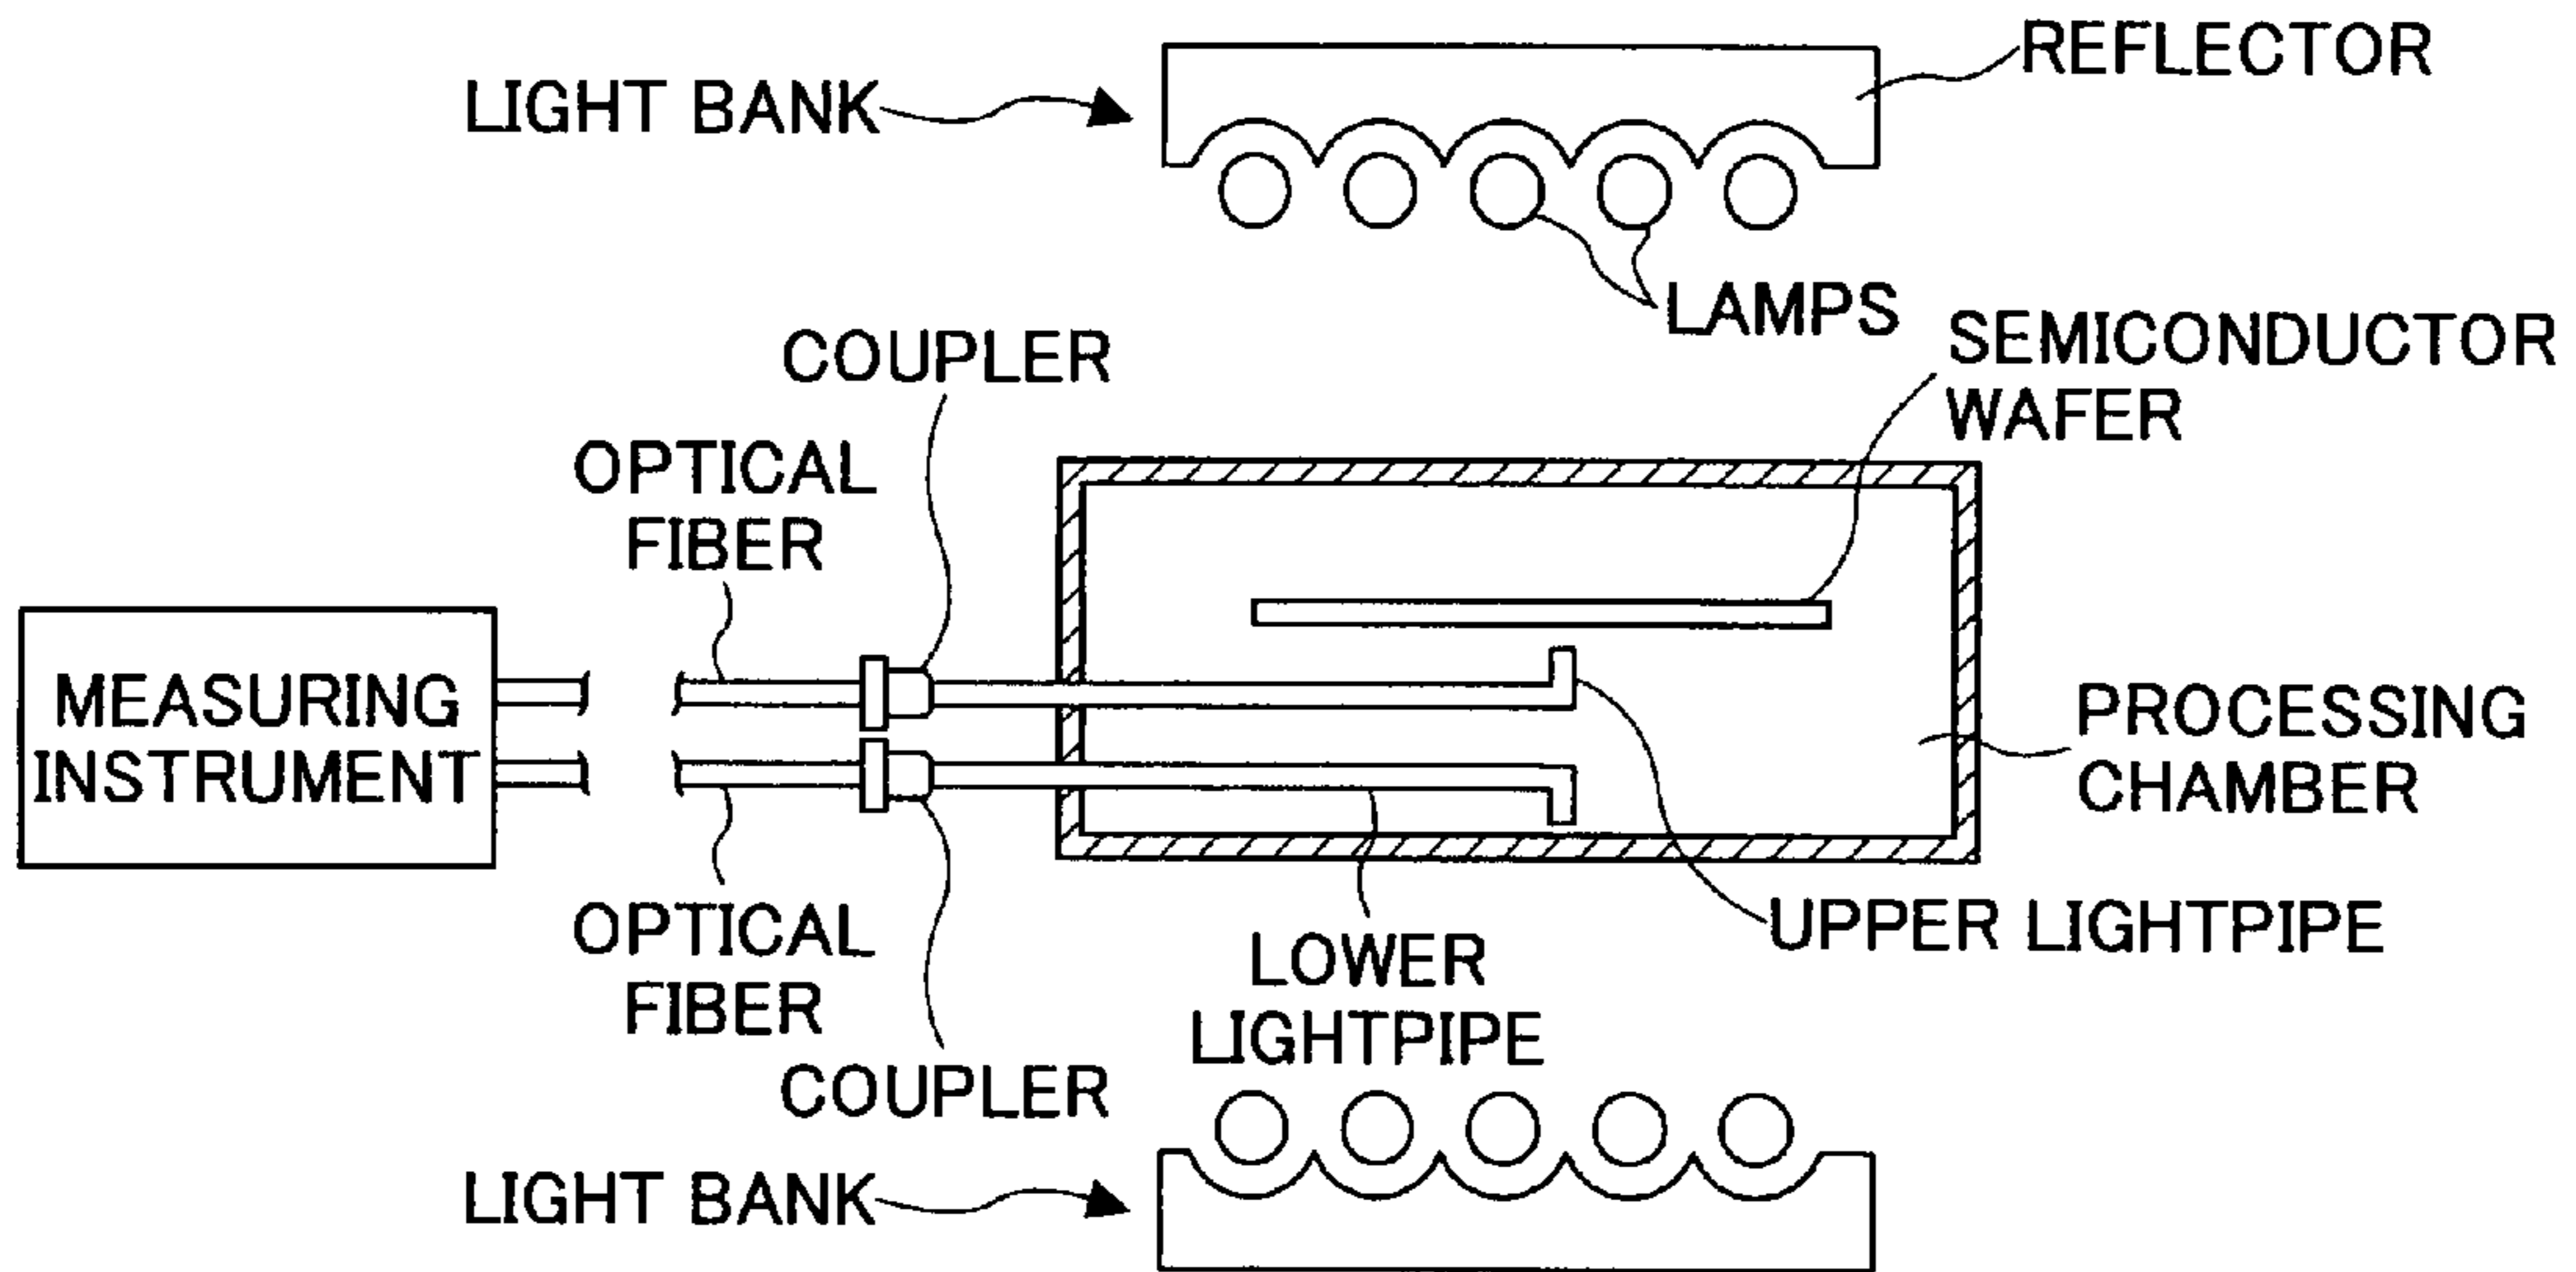 REFLECTOR
LIGHT BANK
LAMPS
SEMICONDUCTOR
WAFER
COUPLER
OPTICAL
FIBER
MEASURING
INSTRUMENT
PROCESSING
CHAMBER
UPPER LIGHTPIPE
OPTICAL
FIBER
LOWER
LIGHTPIPE
COUPLER
LIGHT BANK